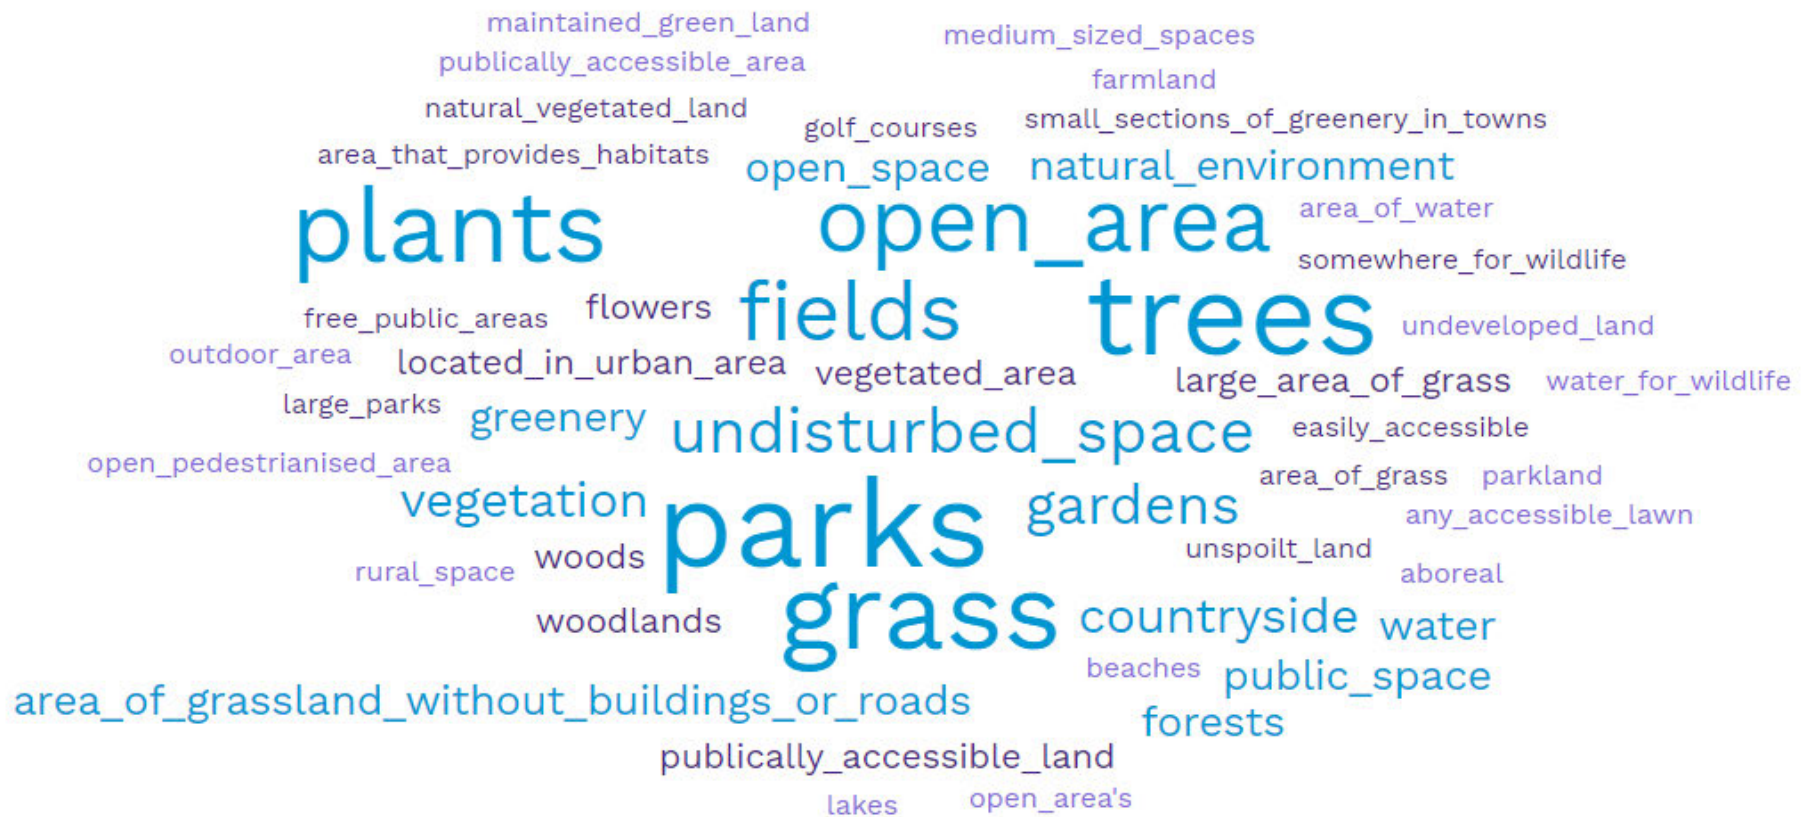 maintained_green_land
medium_sized_spaces
publically_accessible_area
farmland
natural_vegetated_land
golf_courses
small_sections_of_greenery_in_towns
area_that_provides_habitats
open_space
natural_environment
plants
open_area
area_of_water
somewhere_for_wildlife
free_public_areas
flowers
fields
trees
undeveloped_land
outdoor_area
located_in_urban_area
vegetated_area
large_area_of_grass
water_for_wildlife
large_parks
greenery
undisturbed_space
easily_accessible
open_pedestrianised_area
area_of_grass
parkland
vegetation
parks
gardens
any_accessible_lawn
rural_space
woods
unspoilt_land
aboreal
woodlands
grass
countryside
water
beaches
public_space
area_of_grassland_without_buildings_or_roads
forests
publically_accessible_land
lakes
open_area's